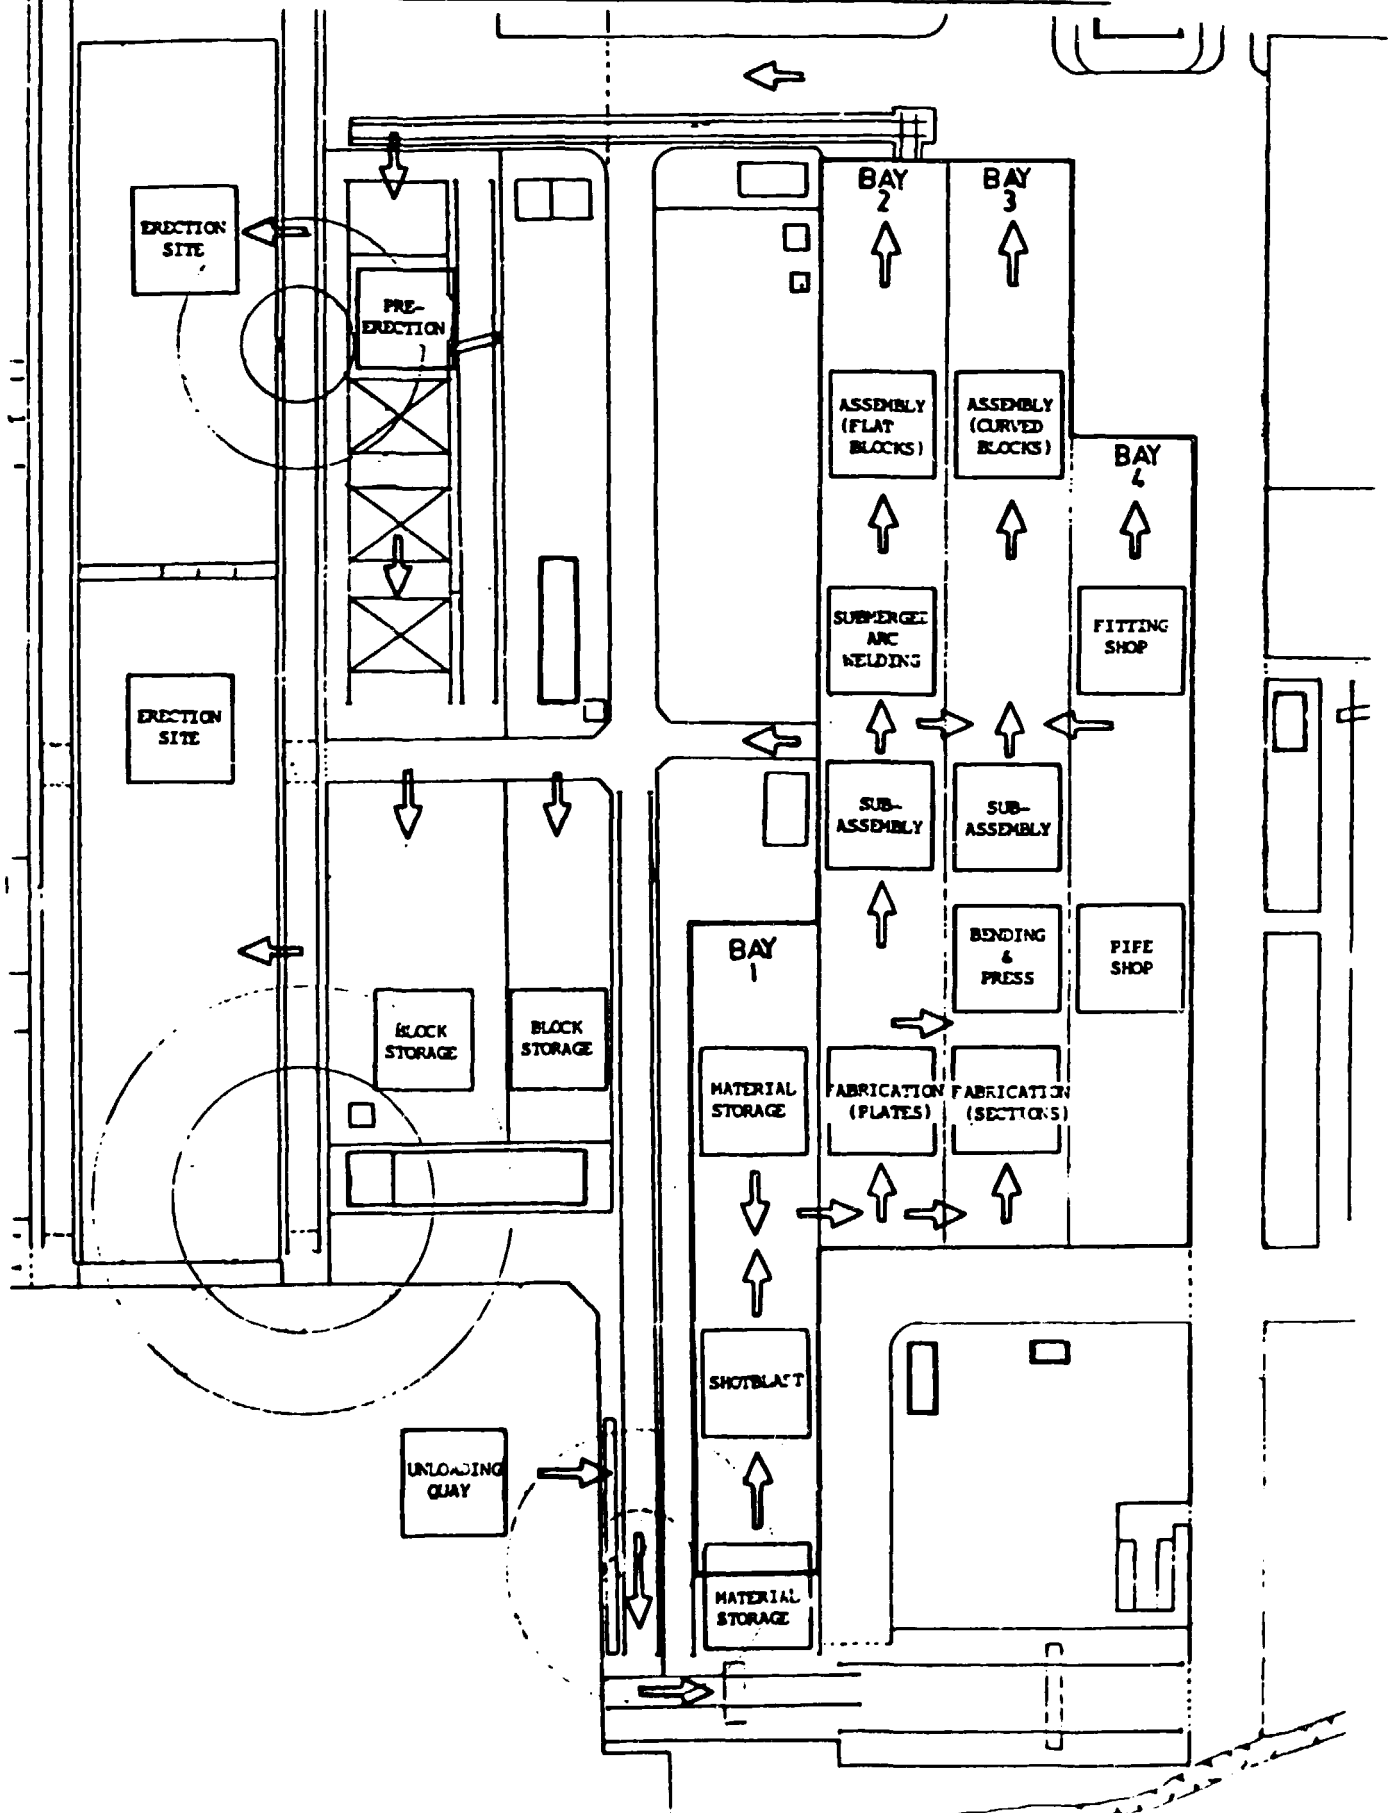 BAY
2
BAY
3
ERECTION
SITE
PRE-
ERECTION
ASSEMBLY
(FLAT
BLOCKS)
ASSEMBLY
(CURVED
BLOCKS)
BAY
4
SUBMERGED
ARC
WELDING
FITTING
SHOP
ERECTION
SITE
SUB-
ASSEMBLY
SUB-
ASSEMBLY
BAY
1
BENDING
&
PRESS
PIPE
SHOP
BLOCK
STORAGE
BLOCK
STORAGE
MATERIAL
STORAGE
FABRICATION
(PLATES)
FABRICATION
(SECTIONS)
SHOTBLAST
UNLOADING
QUAY
MATERIAL
STORAGE